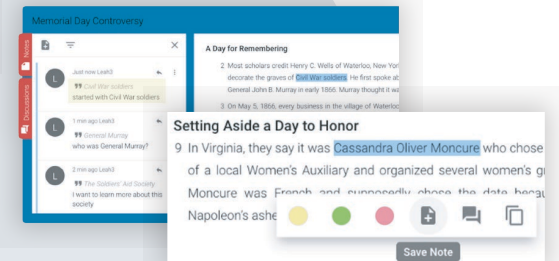 Memorial Day Controversy
Notes
Discussions
L
Just now Leah3
Civil War soldiers
started with Civil War soldiers
L
1 min ago Leah3
General Murray
who was General Murray?
L
2 min ago Leah3
The Soldiers' Aid Society
I want to learn more about this
society
A Day for Remembering
2 Most scholars credit Henry C. Wells of Waterloo, New Yor
decorate the graves of Civil War soldiers. He first spoke ab
General John B. Murray in early 1866. Murray thought it wa
3 On May 5, 1866, every business in the village of Waterloo
Setting Aside a Day to Honor
9 In Virginia, they say it was Cassandra Oliver Moncure who chose
of a local Women's Auxiliary and organized several women's g
Moncure was French and supposedly chose the date becau
Napoleon's ashe
Save Note